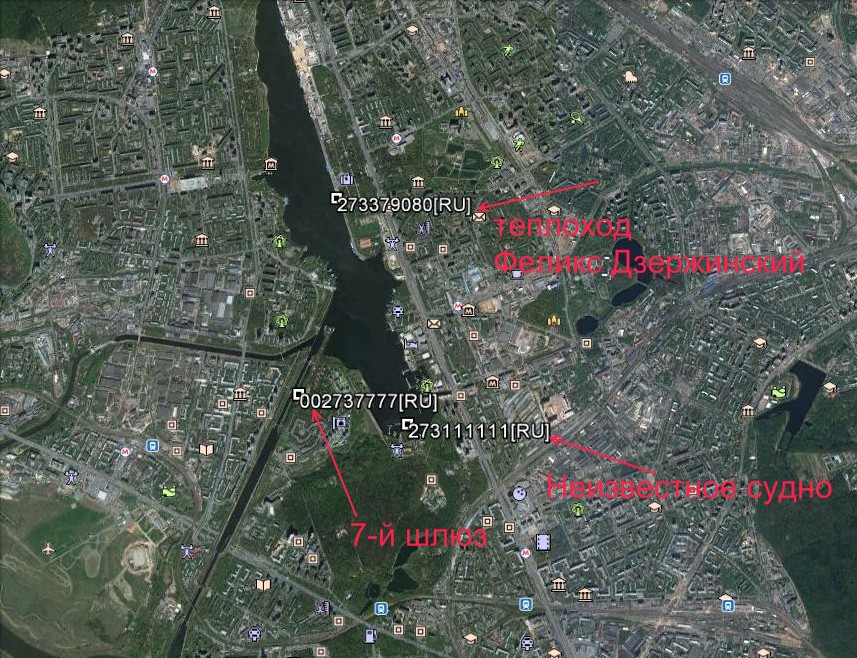 273379080[RU]
теплоход
Феликс Дзержинский
002737777[RU]
273111111[RU]
Неизвестное судно
7-й шлюз